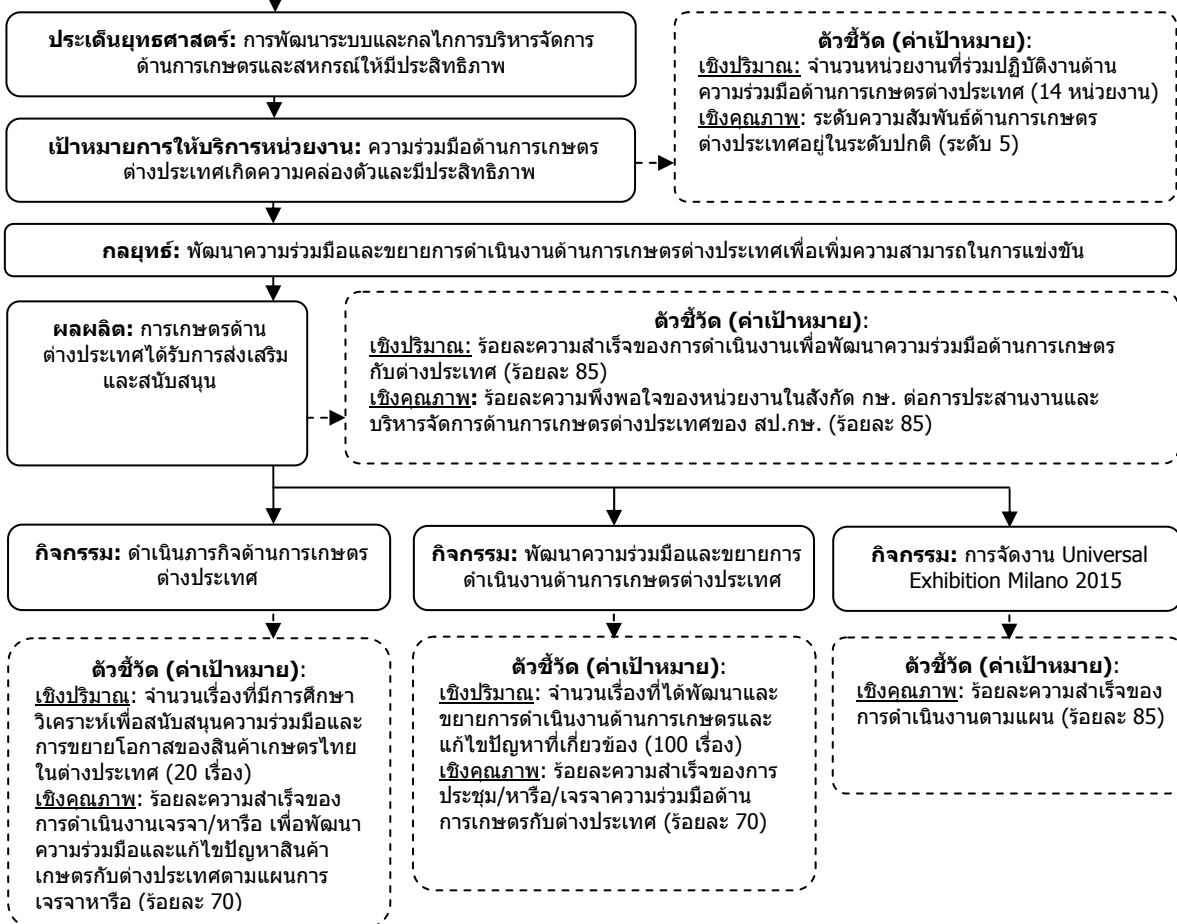 ประเด็นยุทธศาสตร์: การพัฒนาระบบและกลไกการบริหารจัดการ
ด้านการเกษตรและสหกรณ์ให้มีประสิทธิภาพ
ตัวชี้วัด (ค่าเป้าหมาย):
เชิงปริมาณ: จำนวนหน่วยงานที่ร่วมปฏิบัติงานด้าน
ความร่วมมือด้านการเกษตรต่างประเทศ (14 หน่วยงาน)
เชิงคุณภาพ: ระดับความสัมพันธ์ด้านการเกษตร
ต่างประเทศอยู่ในระดับปกติ (ระดับ 5)
เป้าหมายการให้บริการหน่วยงาน: ความร่วมมือด้านการเกษตร
ต่างประเทศเกิดความคล่องตัวและมีประสิทธิภาพ
กลยุทธ์: พัฒนาความร่วมมือและขยายการดำเนินงานด้านการเกษตรต่างประเทศเพื่อเพิ่มความสามารถในการแข่งขัน
ผลผลิต: การเกษตรด้าน
ต่างประเทศได้รับการส่งเสริม
และสนับสนุน
ตัวชี้วัด (ค่าเป้าหมาย):
เชิงปริมาณ: ร้อยละความสำเร็จของการดำเนินงานเพื่อพัฒนาความร่วมมือด้านการเกษตร
กับต่างประเทศ (ร้อยละ 85)
เชิงคุณภาพ: ร้อยละความพึงพอใจของหน่วยงานในสังกัด กษ. ต่อการประสานงานและ
บริหารจัดการด้านการเกษตรต่างประเทศของ สป.กษ. (ร้อยละ 85)
กิจกรรม: ดำเนินภารกิจด้านการเกษตร
ต่างประเทศ
กิจกรรม: พัฒนาความร่วมมือและขยายการ
ดำเนินงานด้านการเกษตรต่างประเทศ
กิจกรรม: การจัดงาน Universal
Exhibition Milano 2015
ตัวชี้วัด (ค่าเป้าหมาย):
เชิงปริมาณ: จำนวนเรื่องที่มีการศึกษา
วิเคราะห์เพื่อสนับสนุนความร่วมมือและ
การขยายโอกาสของสินค้าเกษตรไทย
ในต่างประเทศ (20 เรื่อง)
เชิงคุณภาพ: ร้อยละความสำเร็จของ
การดำเนินงานเจรจา/หารือ เพื่อพัฒนา
ความร่วมมือและแก้ไขปัญหาสินค้า
เกษตรกับต่างประเทศตามแผนการ
เจรจาหารือ (ร้อยละ 70)
ตัวชี้วัด (ค่าเป้าหมาย):
เชิงปริมาณ: จำนวนเรื่องที่ได้พัฒนาและ
ขยายการดำเนินงานด้านการเกษตรและ
แก้ไขปัญหาที่เกี่ยวข้อง (100 เรื่อง)
เชิงคุณภาพ: ร้อยละความสำเร็จของการ
ประชุม/หารือ/เจรจาความร่วมมือด้าน
การเกษตรกับต่างประเทศ (ร้อยละ 70)
ตัวชี้วัด (ค่าเป้าหมาย):
เชิงคุณภาพ: ร้อยละความสำเร็จของ
การดำเนินงานตามแผน (ร้อยละ 85)